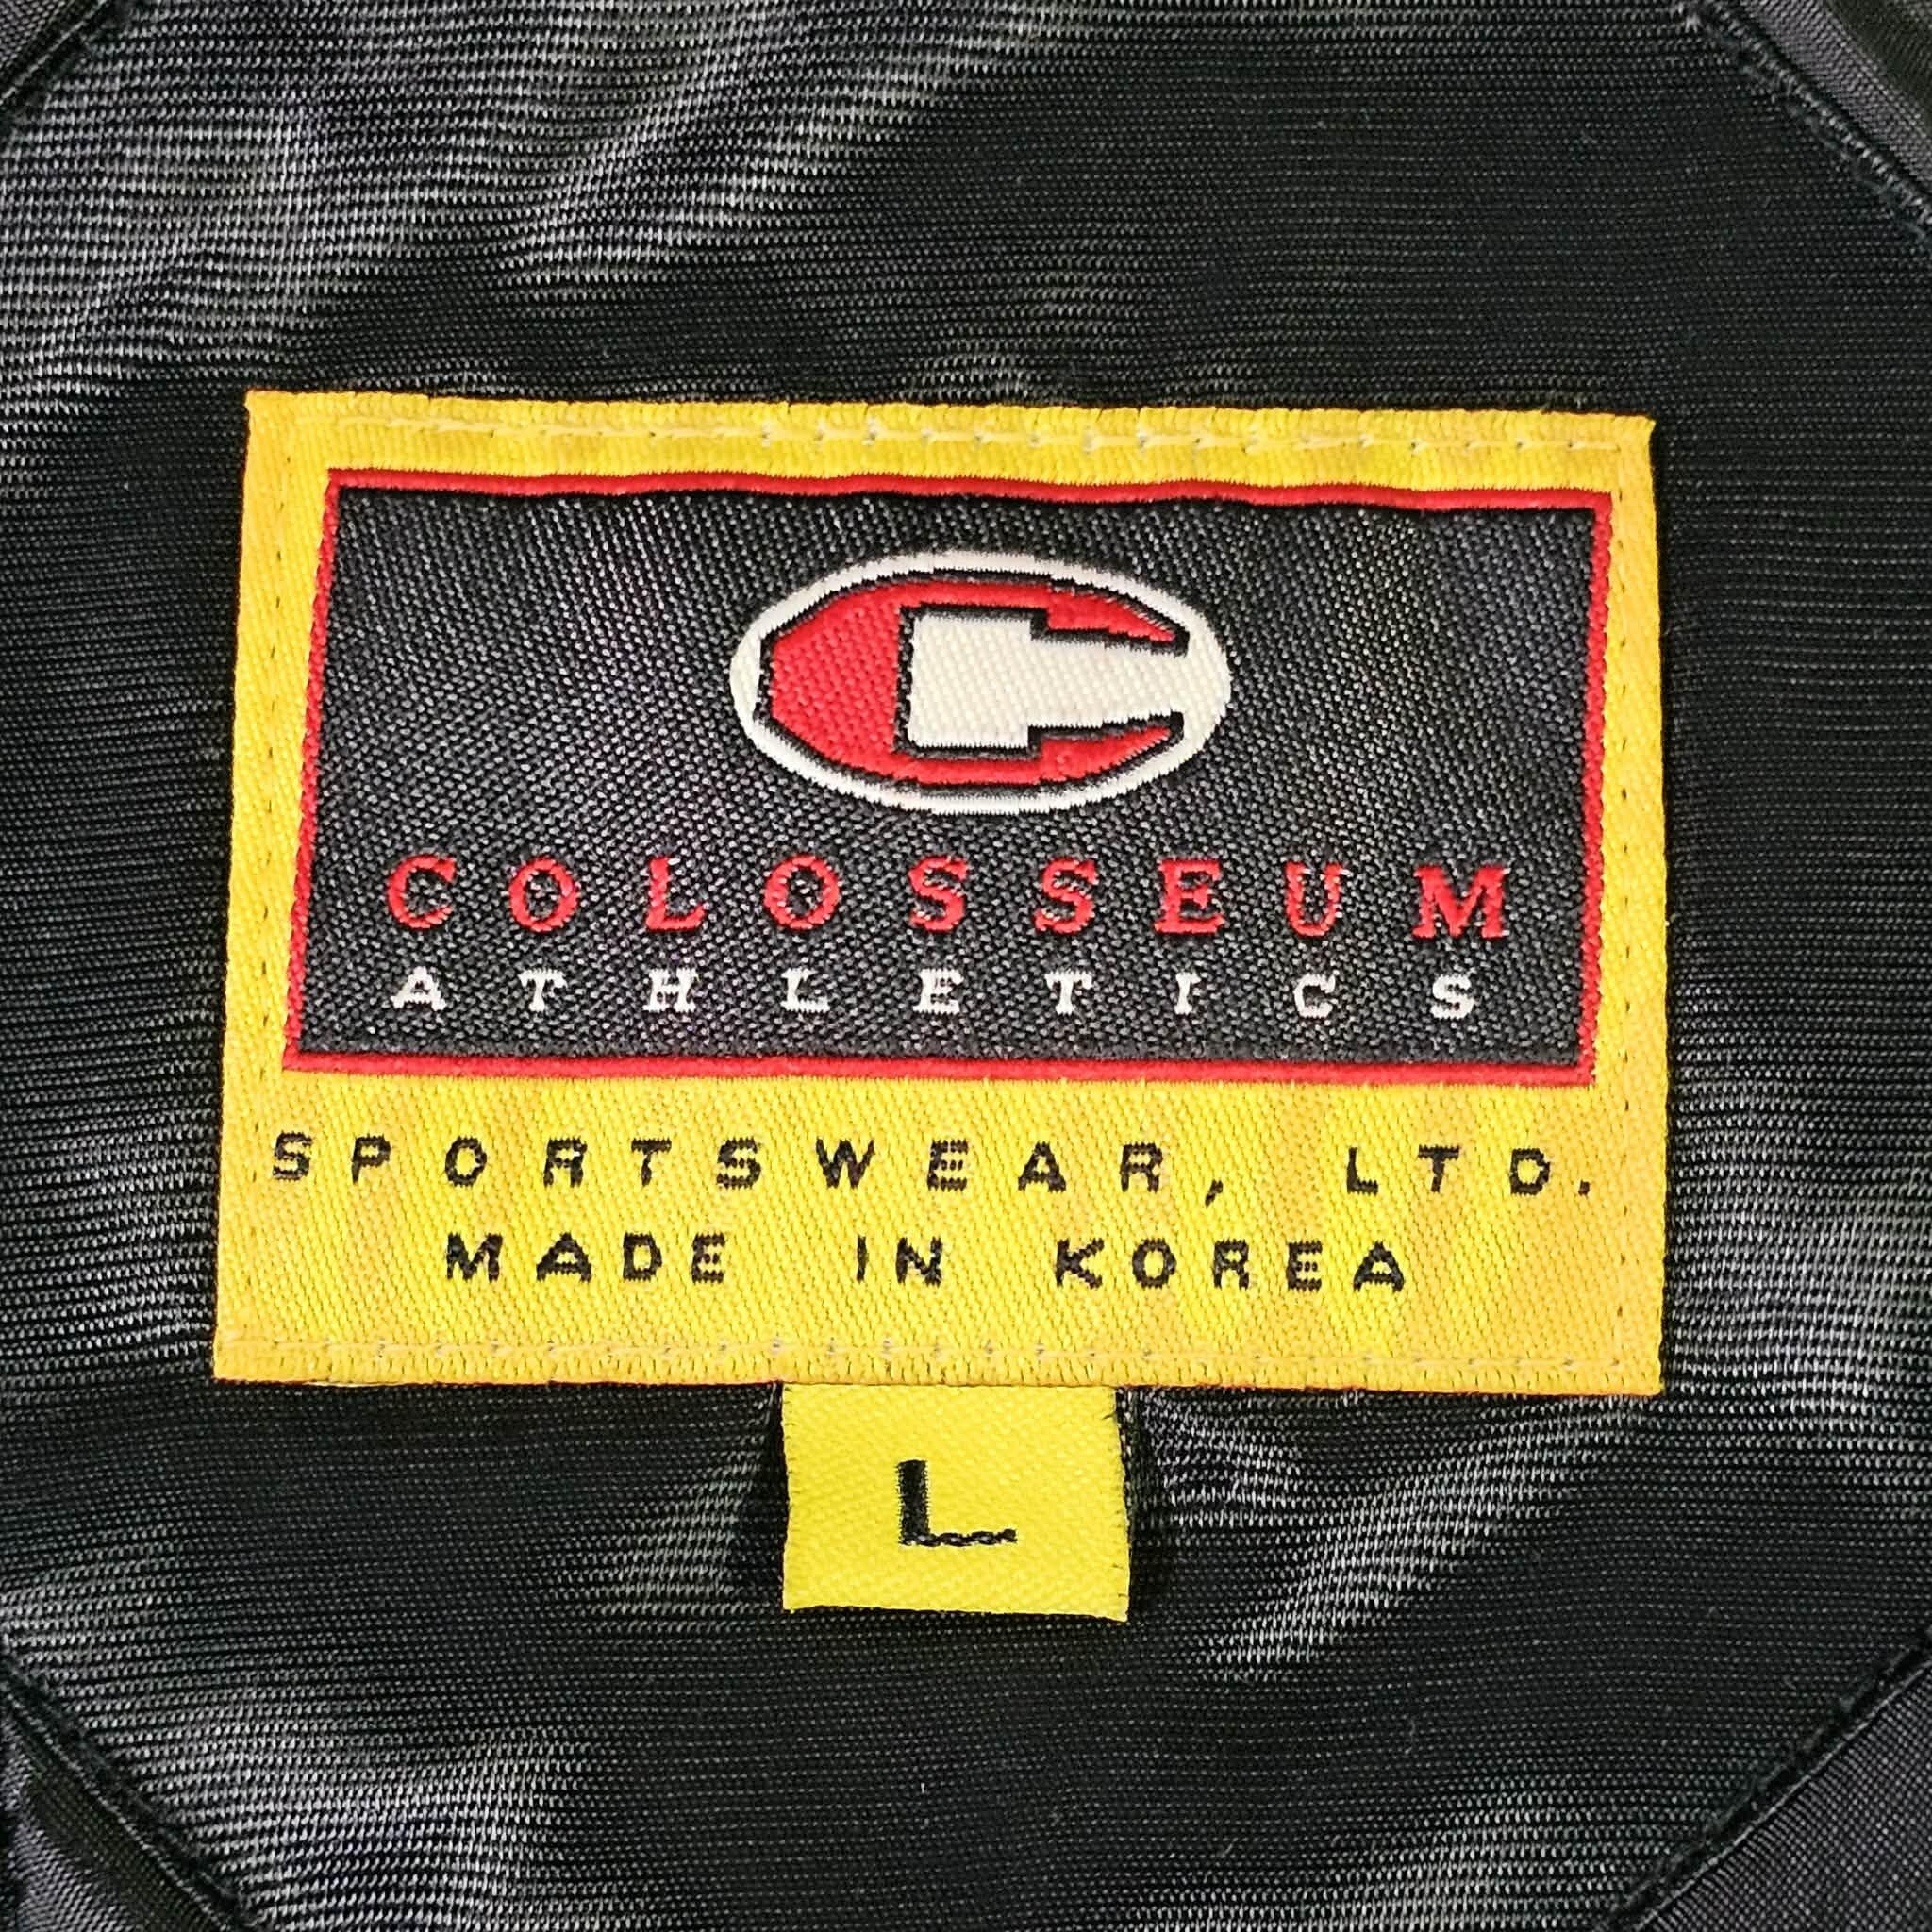 C
COLOSSEUM
ATHLETICS
SPORTSWEAR, LTD.
MADE IN KOREA
L